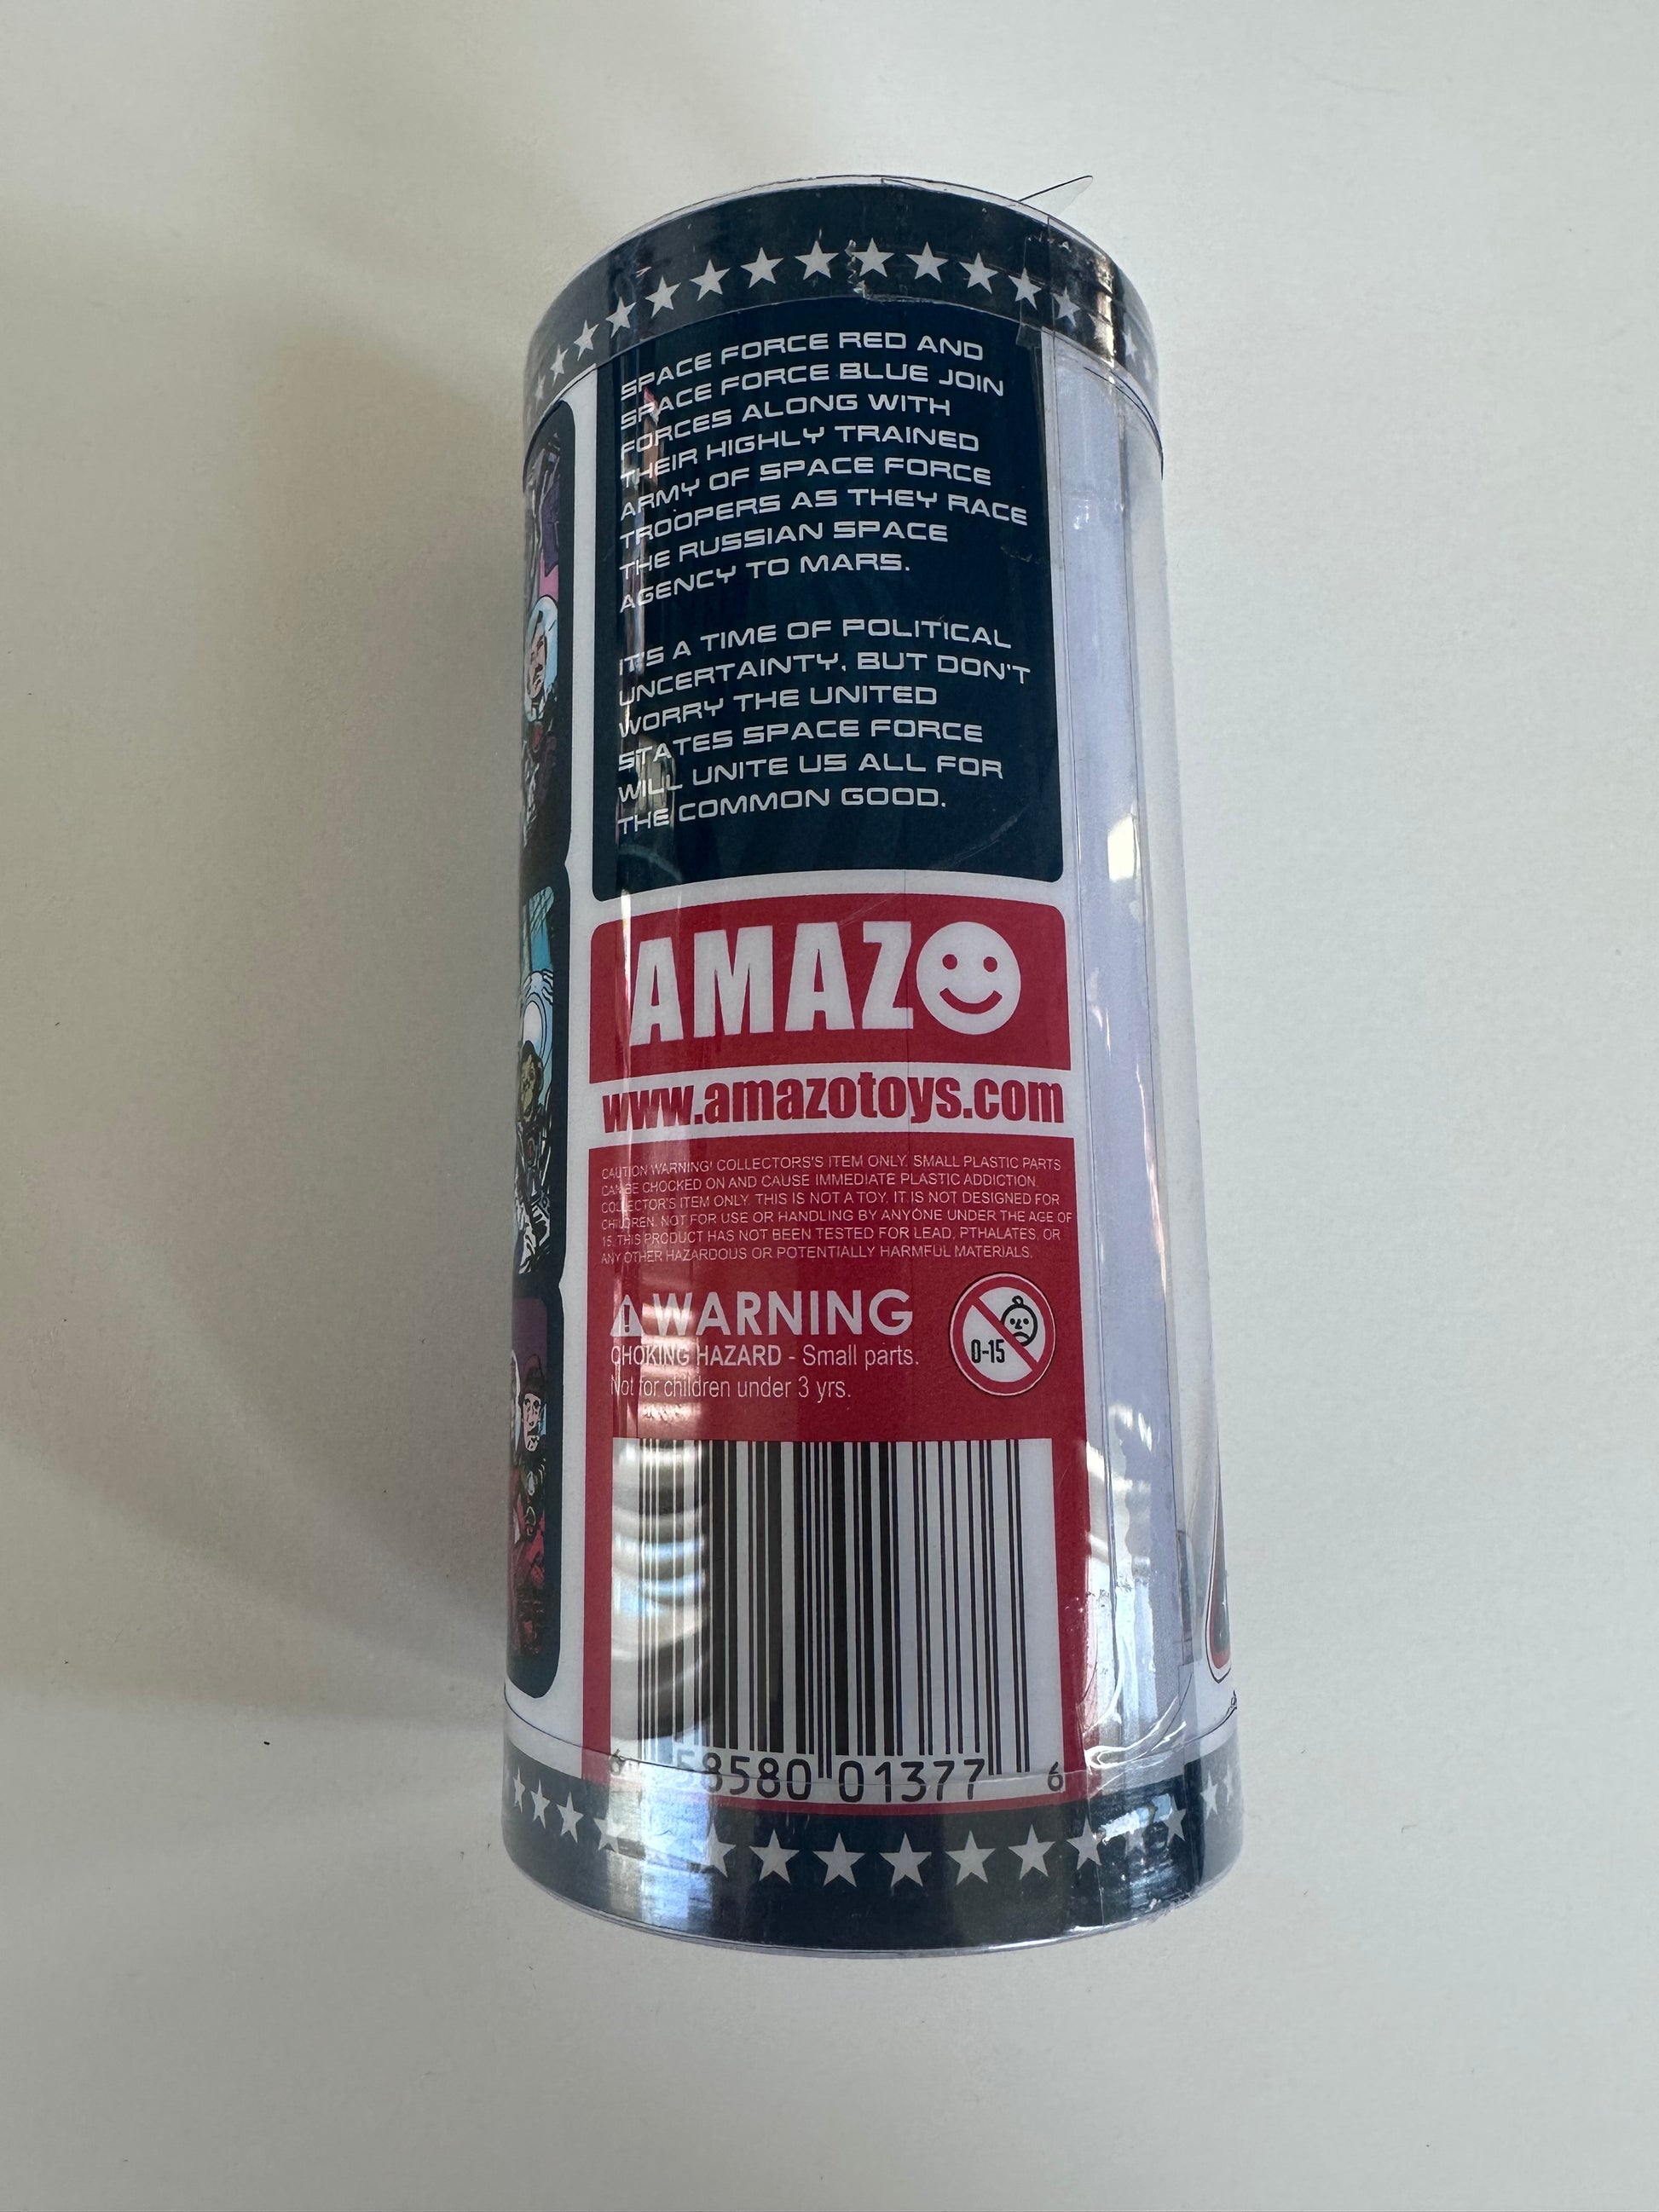 SPACE FORCE RED AND
SPACE FORCE BLUE JOIN
FORCES ALONG WITH
THEIR HIGHLY TRAINED
ARMY OF SPACE FORCE
TROOPERS AS THEY RACE
THE RUSSIAN SPACE
AGENCY TO MARS.
IT'S A TIME OF POLITICAL
UNCERTAINTY, BUT DON'T
WORRY THE UNITED
STATES SPACE FORCE
WILL UNITE US ALL FOR
THE COMMON GOOD.
AMAZO
www.amazotoys.com
CAUTION WARNING! COLLECTORS'S ITEM ONLY. SMALL PLASTIC PARTS
CAN BE CHOCKED ON AND CAUSE IMMEDIATE PLASTIC ADDICTION.
COLLECTOR'S ITEM ONLY. THIS IS NOT A TOY. IT IS NOT DESIGNED FOR
CHILDREN. NOT FOR USE OR HANDLING BY ANYONE UNDER THE AGE OF
15. THIS PRODUCT HAS NOT BEEN TESTED FOR LEAD, PTHALATES, OR
ANY OTHER HAZARDOUS OR POTENTIALLY HARMFUL MATERIALS.
WARNING
CHOKING HAZARD - Small parts.
Not for children under 3 yrs.
0-15
6 58580 01377 6